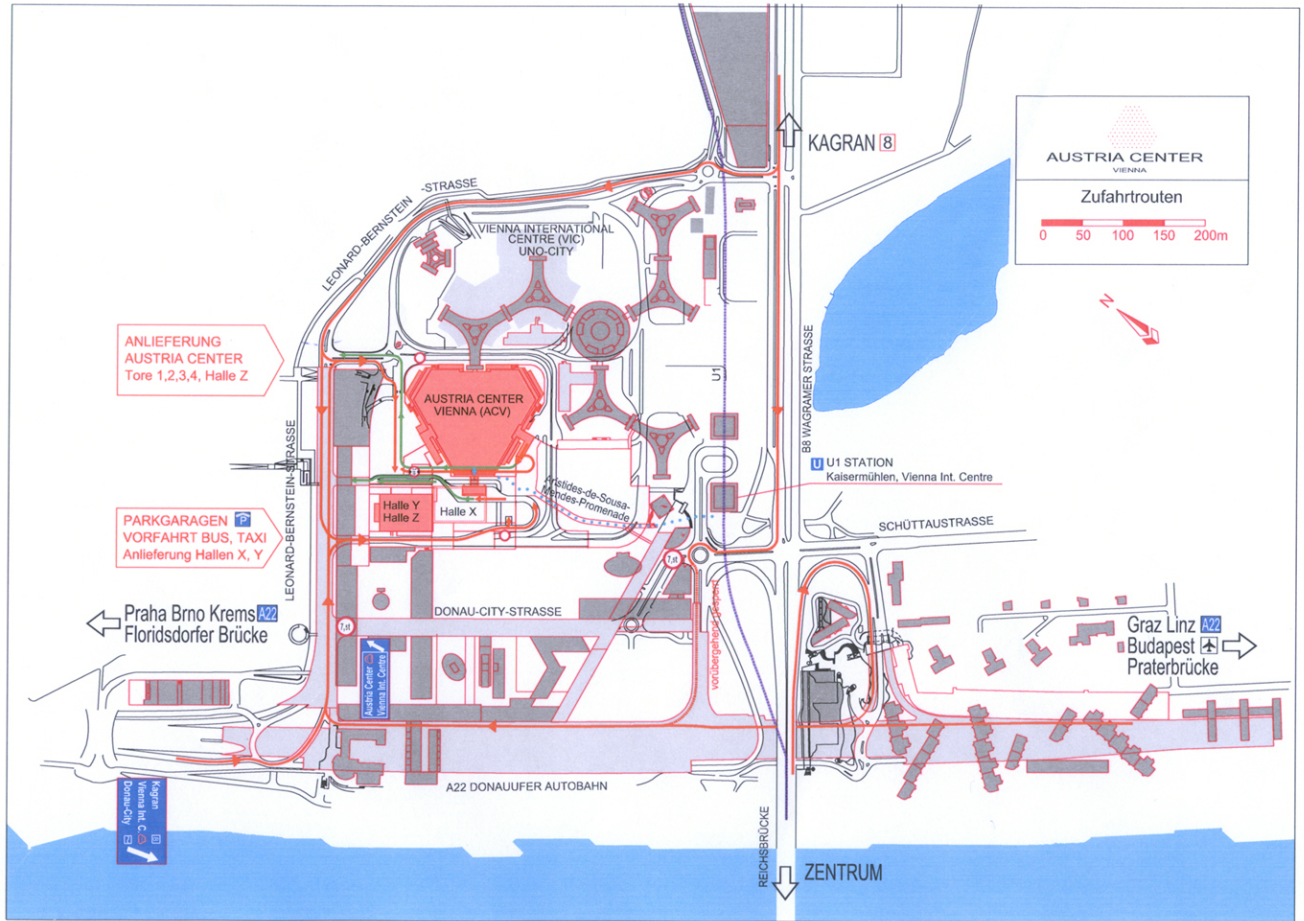 KAGRAN 8
AUSTRIA CENTER
VIENNA
Zufahrtrouten
0 50 100 150 200m
N
LEONARD-BERNSTEIN
-STRASSE
VIENNA INTERNATIONAL
CENTRE (VIC)
UNO-CITY
ANLIEFERUNG
AUSTRIA CENTER
Tore 1,2,3,4, Halle Z
AUSTRIA CENTER
VIENNA (ACV)
U1
B8 WAGRAMER STRASSE
LEONARD-BERNSTEIN-STRASSE
U U1 STATION
Kaisermühlen, Vienna Int. Centre
Aristides-de-Sousa-
Mendes-Promenade
Halle Y
Halle Z
Halle X
PARKGARAGEN P
VORFAHRT BUS, TAXI
Anlieferung Hallen X, Y
SCHÜTTAUSTRASSE
7,5t
Praha Brno Krems A22
Floridsdorfer Brücke
DONAU-CITY-STRASSE
7,5t
vorübergehend gesperrt
Graz Linz A22
Budapest
Praterbrücke
Austria Center
Vienna Int. Centre
A22 DONAUUFER AUTOBAHN
Kagran
Vienna Int. C.
Donau-City
REICHSBRÜCKE
ZENTRUM